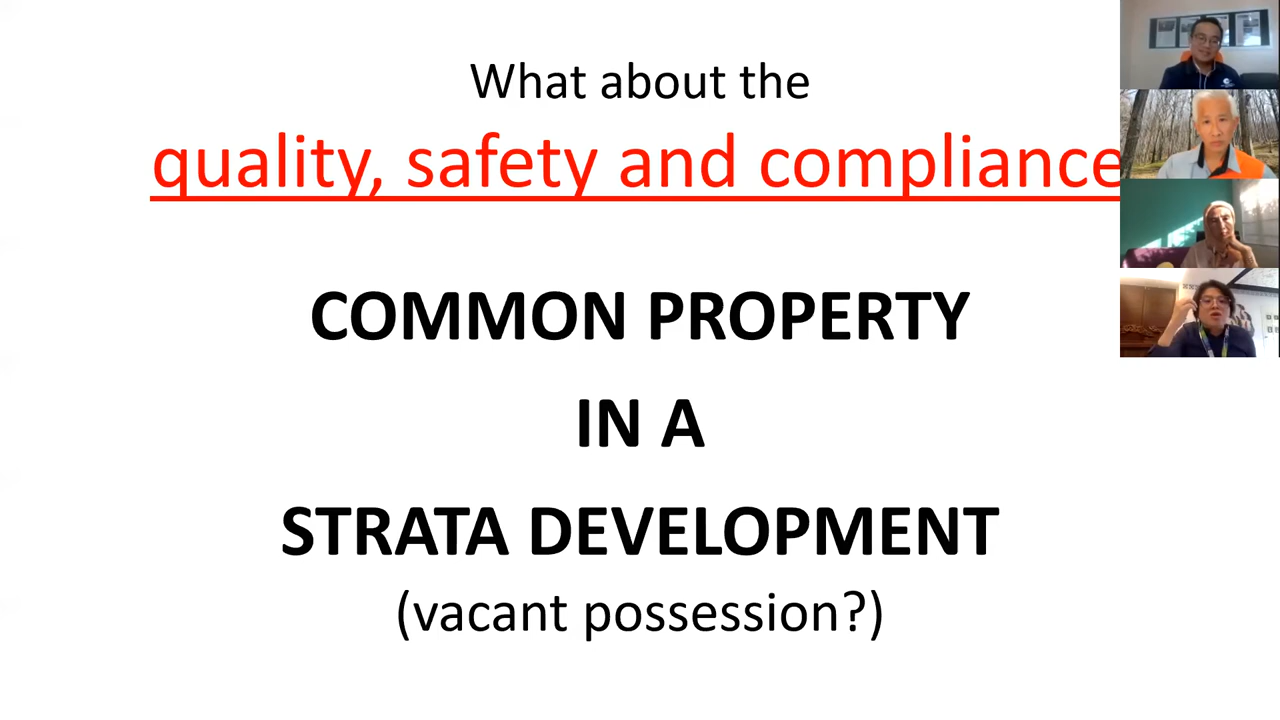 What about the
quality, safety and compliance
COMMON PROPERTY
IN A
STRATA DEVELOPMENT
(vacant possession?)